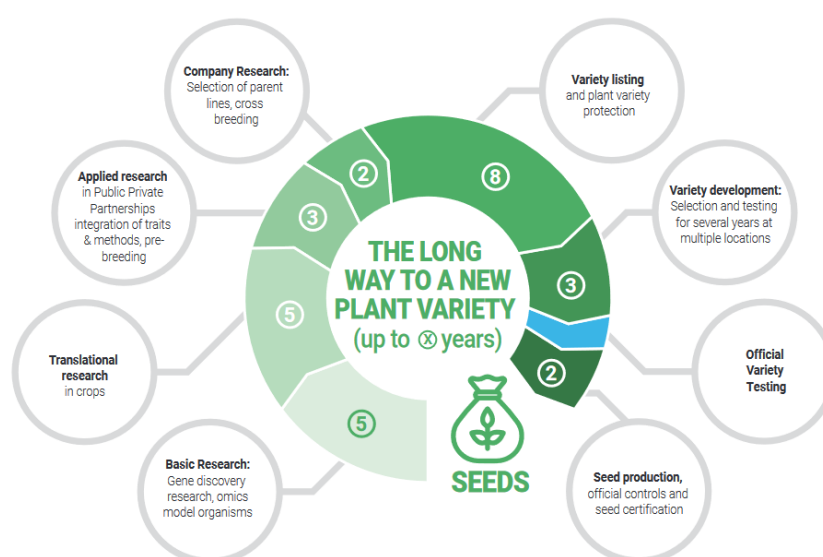 Company Research:
Selection of parent
lines, cross
breeding
Variety listing
and plant variety
protection
Applied research
in Public Private
Partnerships
integration of traits
& methods, pre-
breeding
Variety development:
Selection and testing
for several years at
multiple locations
Translational
research
in crops
Official
Variety
Testing
Basic Research:
Gene discovery
research, omics
model organisms
Seed production,
official controls and
seed certification
2
8
3
3
5
2
5
THE LONG
WAY TO A NEW
PLANT VARIETY
(up to ⓧ years)
SEEDS